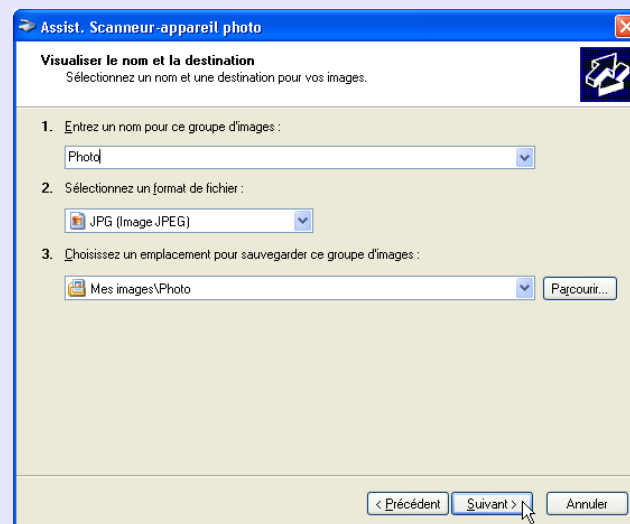 Assist. Scanneur-appareil photo
Visualiser le nom et la destination
Sélectionnez un nom et une destination pour vos images.
1. Entrez un nom pour ce groupe d'images :
Photo
2. Sélectionnez un format de fichier :
JPG (Image JPEG)
3. Choisissez un emplacement pour sauvegarder ce groupe d'images :
Mes images\Photo Parcourir...
< Précédent Suivant > Annuler